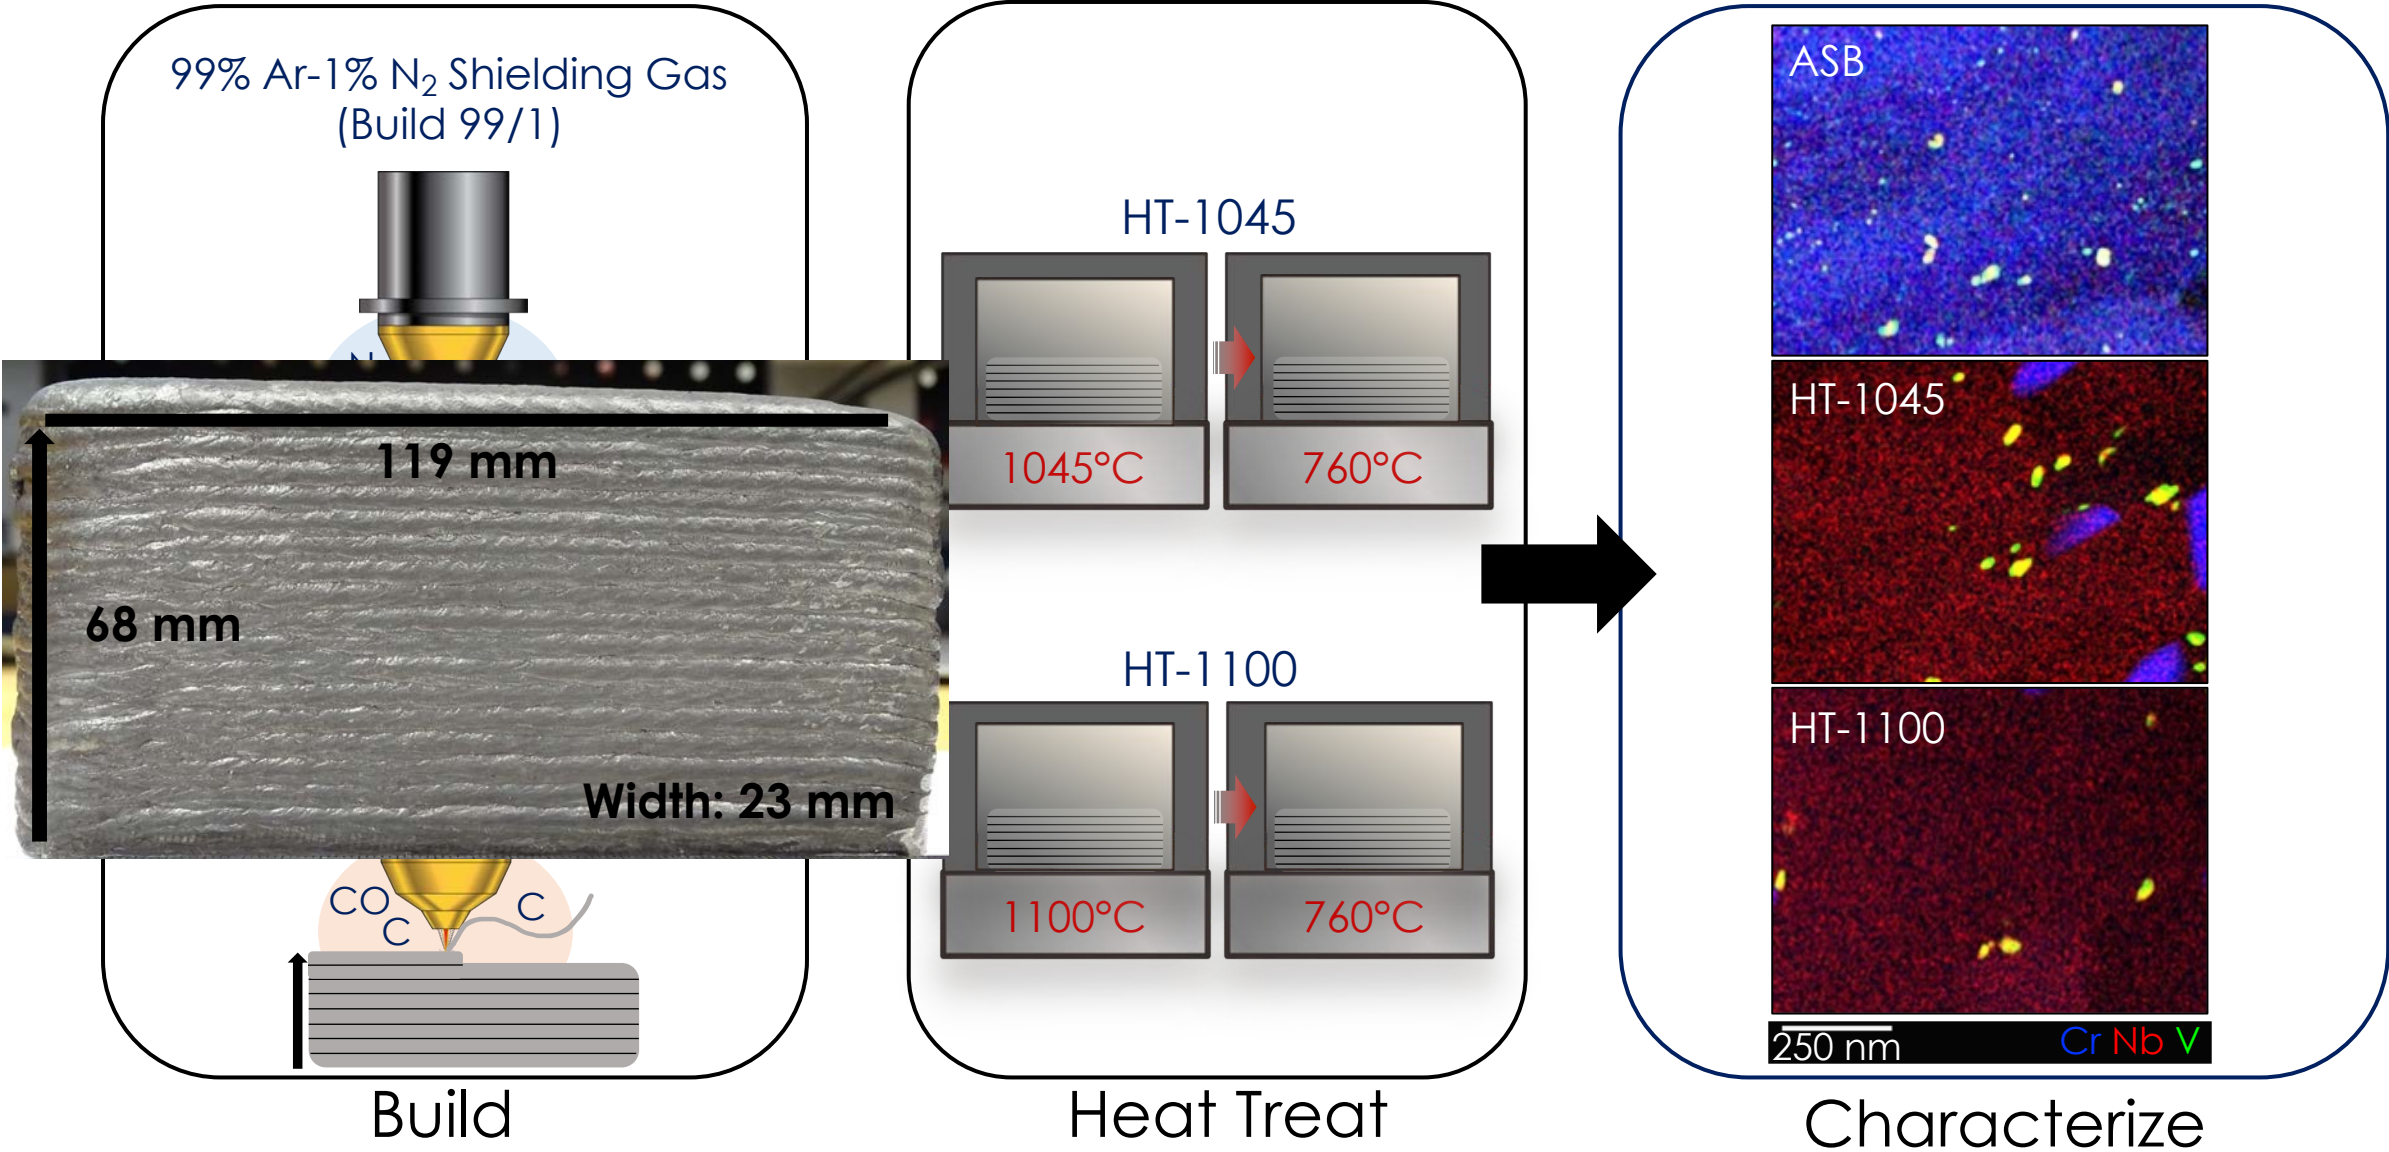 99% Ar-1% N₂ Shielding Gas
(Build 99/1)
119 mm
68 mm
Width: 23 mm
CO
C
C
Build
HT-1045
1045°C
760°C
HT-1100
1100°C
760°C
Heat Treat
ASB
HT-1045
HT-1100
250 nm
Cr Nb V
Characterize